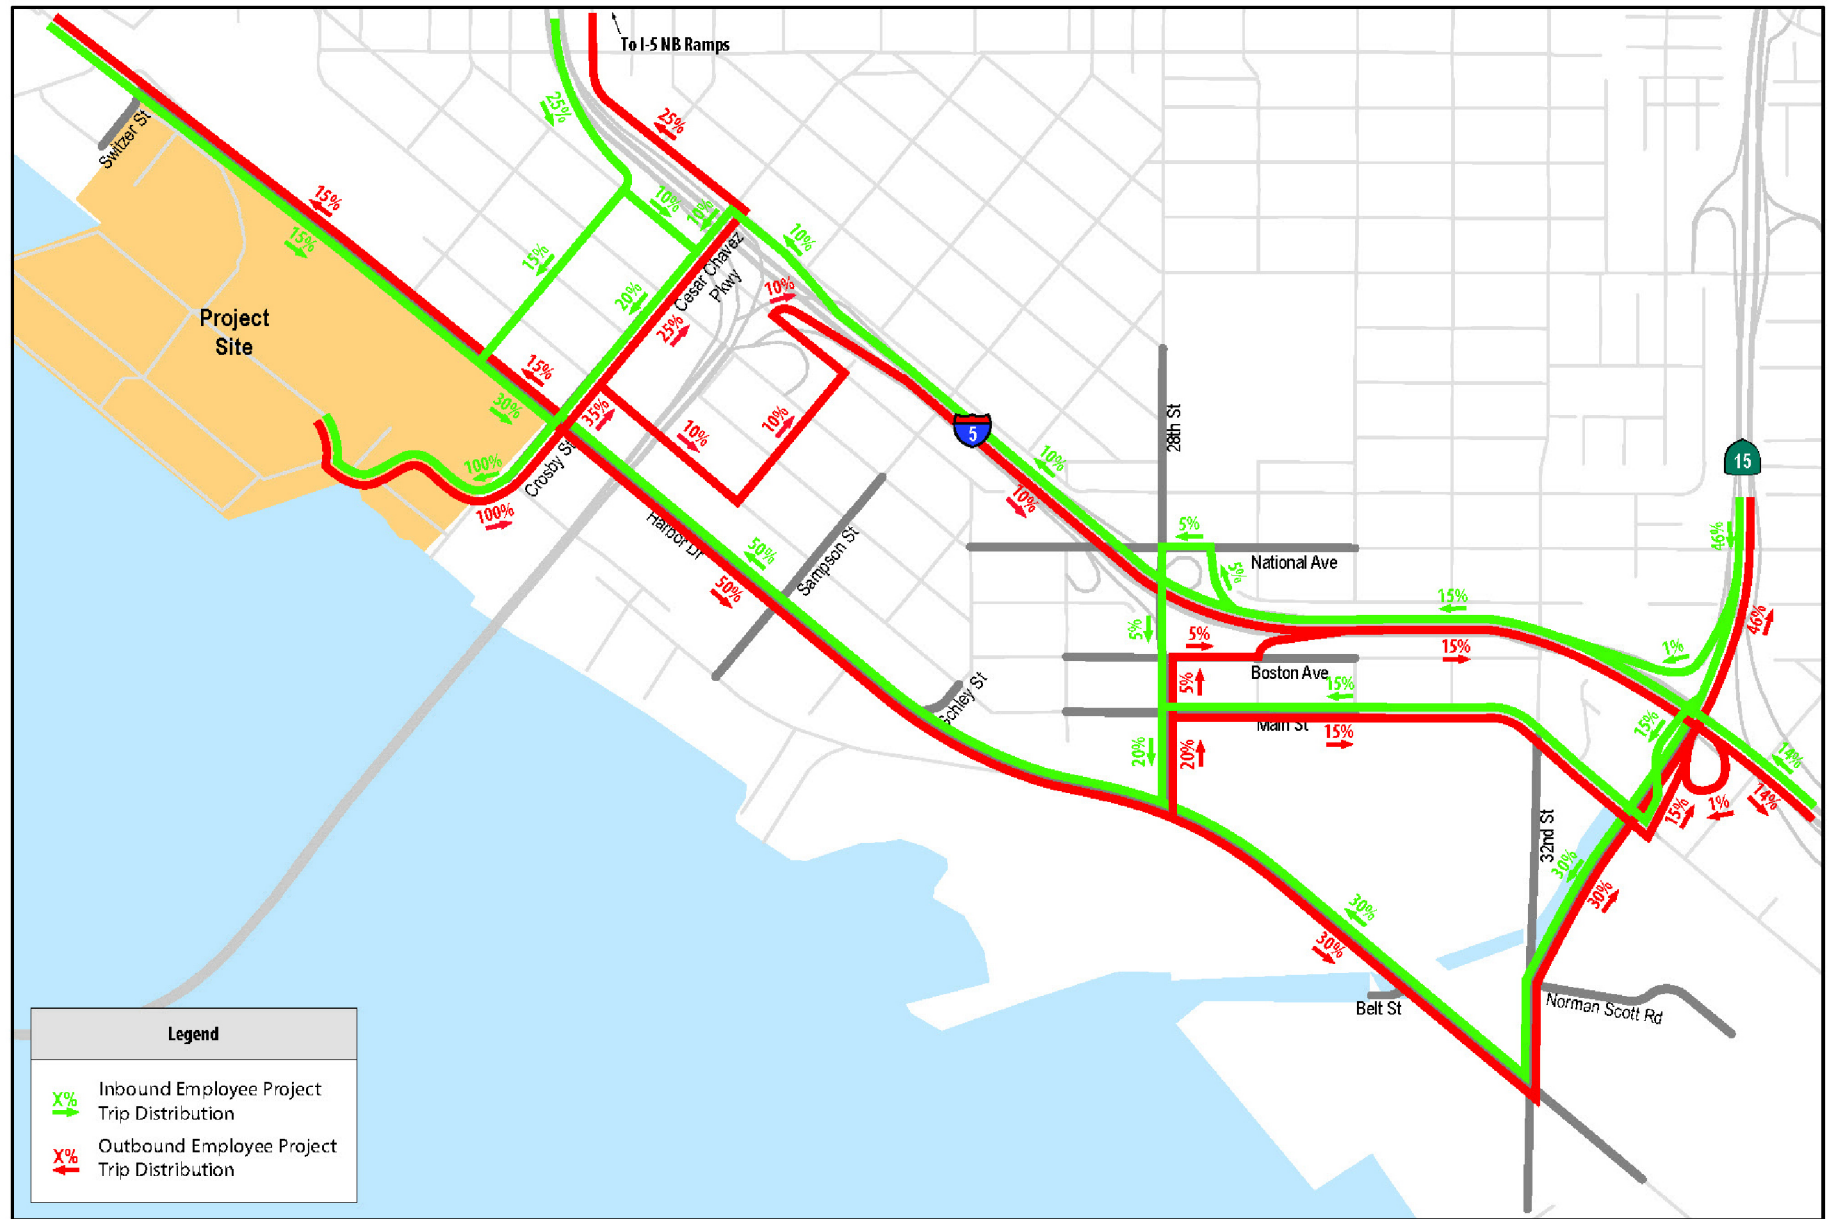 To I-5 NB Ramps
25%
25%
Switzer St
15%
15%
10%
10%
10%
15%
20%
Cesar Chavez
Pkwy
25%
10%
Project
Site
15%
30%
35%
10%
10%
5
10%
10%
28th St
15
100%
100%
Crosby St
Harbor Dr
50%
50%
Sampson St
5%
National Ave
5%
46%
46%
15%
15%
1%
5%
5%
5%
Boston Ave
15%
Main St
15%
Schley St
20%
20%
15%
14%
14%
15%
1%
32nd St
30%
30%
30%
30%
Belt St
Norman Scott Rd
Legend
X%
Inbound Employee Project
Trip Distribution
X%
Outbound Employee Project
Trip Distribution